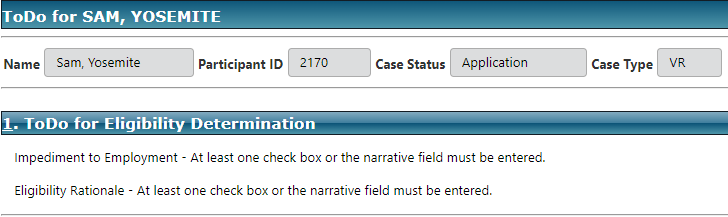 ToDo for SAM, YOSEMITE
Name Sam, Yosemite Participant ID 2170 Case Status Application Case Type VR
1. ToDo for Eligibility Determination
Impediment to Employment - At least one check box or the narrative field must be entered.
Eligibility Rationale - At least one check box or the narrative field must be entered.